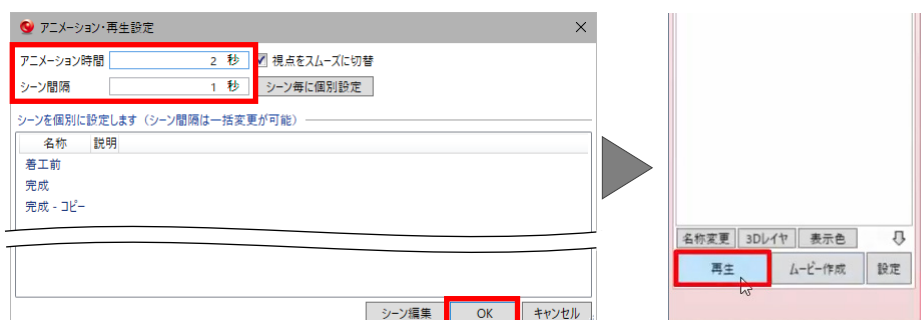 アニメーション・再生設定
アニメーション時間 2 秒 視点をスムーズに切替
シーン間隔 1 秒 シーン毎に個別設定
シーンを個別に設定します（シーン間隔は一括変更が可能）
名称 説明
着工前
完成
完成 - コピー
シーン編集 OK キャンセル
名称変更 3Dレイヤ 表示色
再生 ムービー作成 設定